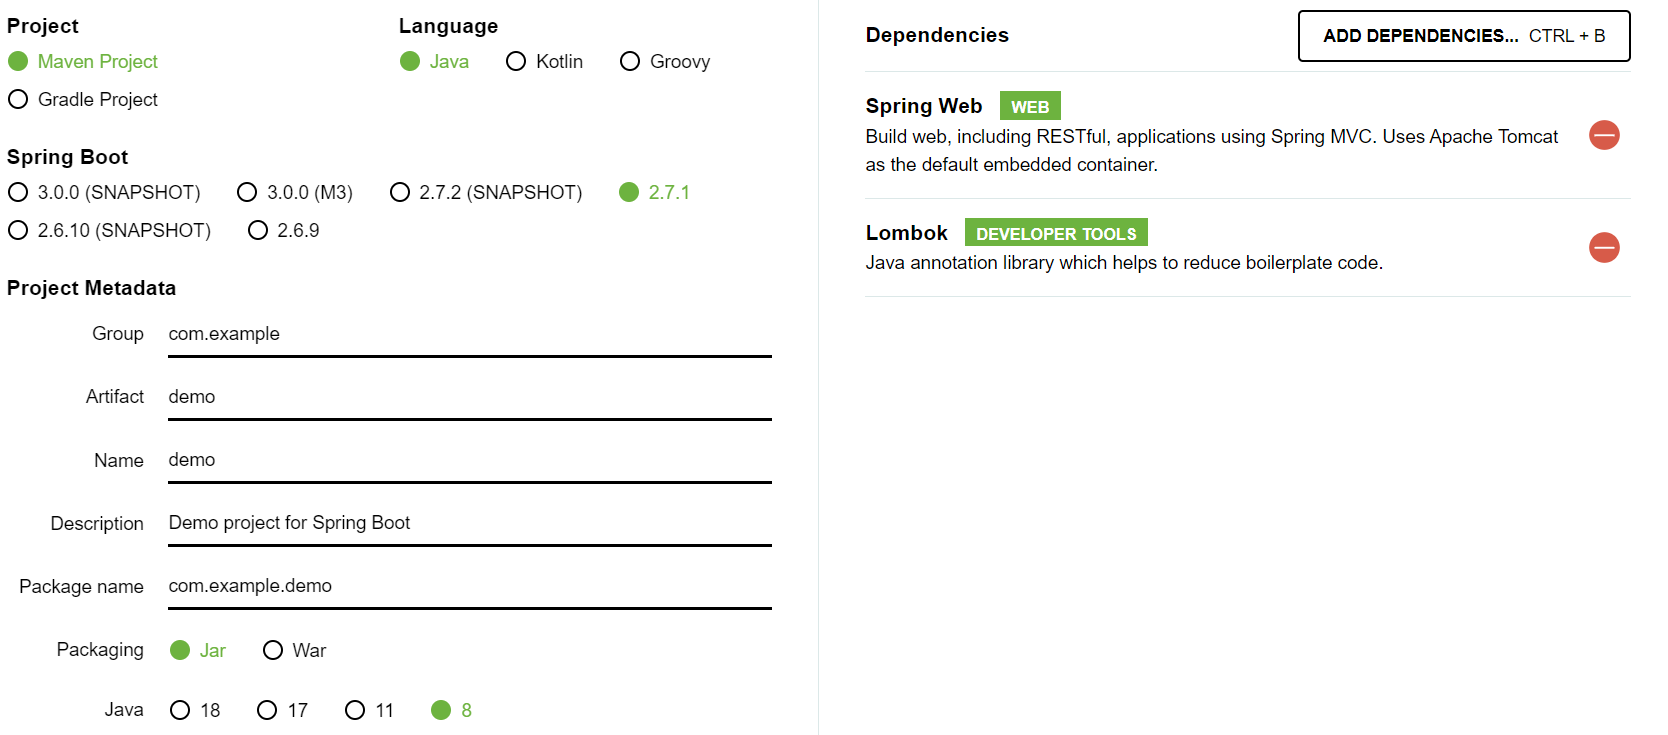 Project
Maven Project
Gradle Project
Language
Java Kotlin Groovy
Spring Boot
3.0.0 (SNAPSHOT) 3.0.0 (M3) 2.7.2 (SNAPSHOT) 2.7.1
2.6.10 (SNAPSHOT) 2.6.9
Project Metadata
Group com.example
Artifact demo
Name demo
Description Demo project for Spring Boot
Package name com.example.demo
Packaging Jar War
Java 18 17 11 8
Dependencies
ADD DEPENDENCIES... CTRL + B
Spring Web WEB
Build web, including RESTful, applications using Spring MVC. Uses Apache Tomcat
as the default embedded container.
Lombok DEVELOPER TOOLS
Java annotation library which helps to reduce boilerplate code.